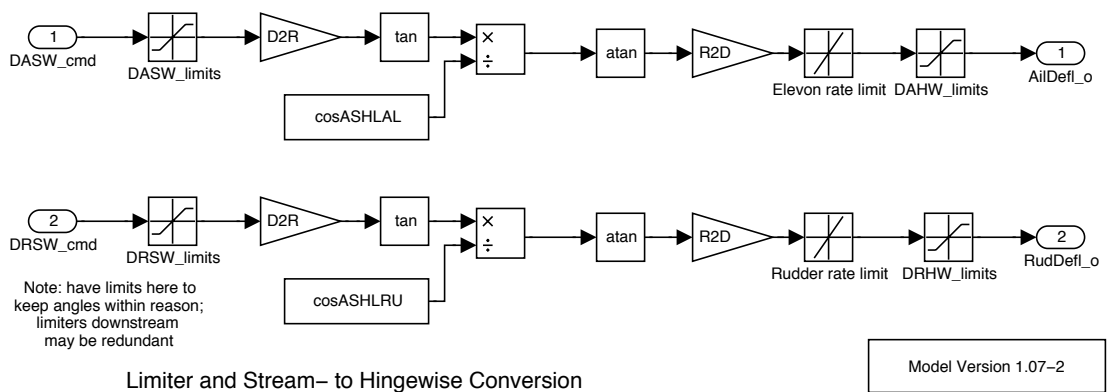 1
DASW_cmd
DASW_limits
D2R
tan
×
÷
cosASHLAL
atan
R2D
Elevon rate limit
DAHW_limits
1
AilDefl_o
2
DRSW_cmd
DRSW_limits
D2R
tan
×
÷
cosASHLRU
atan
R2D
Rudder rate limit
DRHW_limits
2
RudDefl_o
Note: have limits here to
keep angles within reason;
limiters downstream
may be redundant
Limiter and Stream− to Hingewise Conversion
Model Version 1.07−2